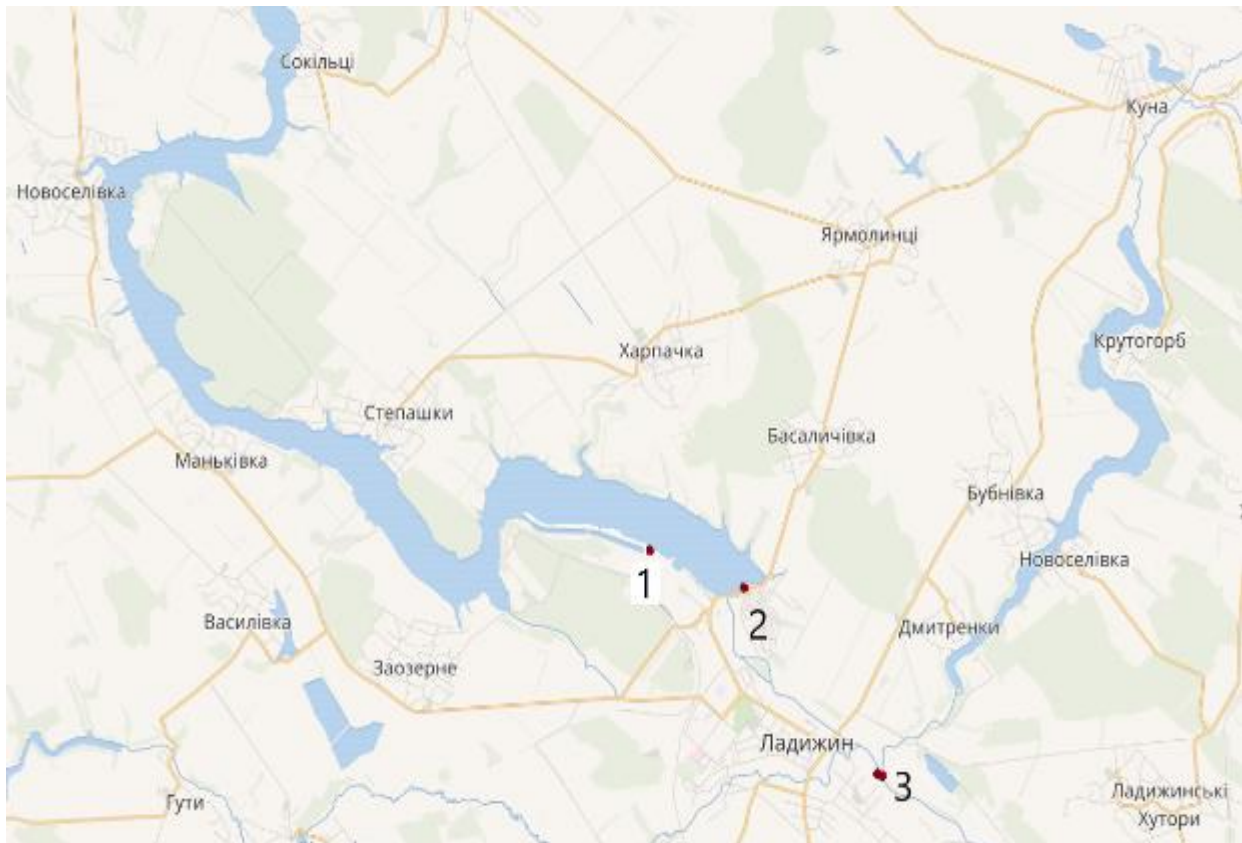 Сокільці
Куна
Новоселівка
Ярмолинці
Крутогорб
Харпачка
Степашки
Басаличівка
Маньківка
Бубнівка
Новоселівка
1
Василівка
2
Дмитренки
Заозерне
Ладижин
3
Гути
Ладижинські
Хутори